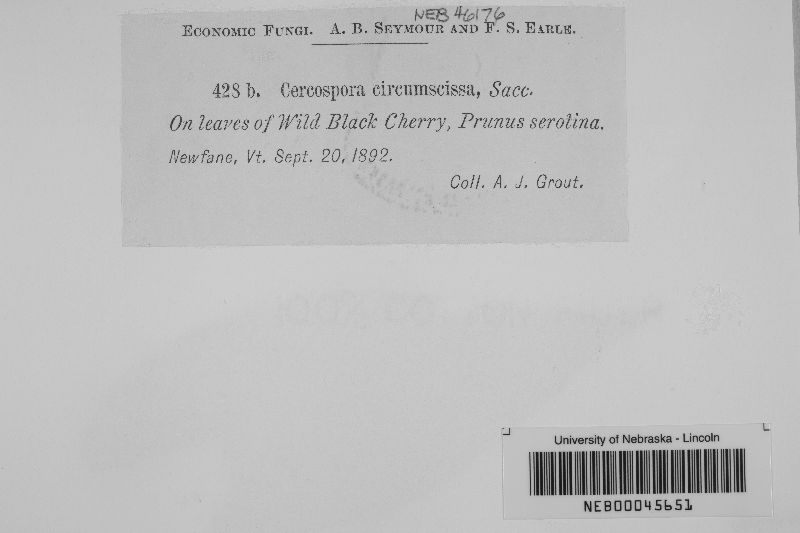 NEB 46176
Economic Fungi. A. B. Seymour and F. S. Earle.
428 b. Cercospora circumscissa, Sacc.
On leaves of Wild Black Cherry, Prunus serotina.
Newfane, Vt. Sept. 20, 1892.
Coll. A. J. Grout.
University of Nebraska - Lincoln
NEB00045651